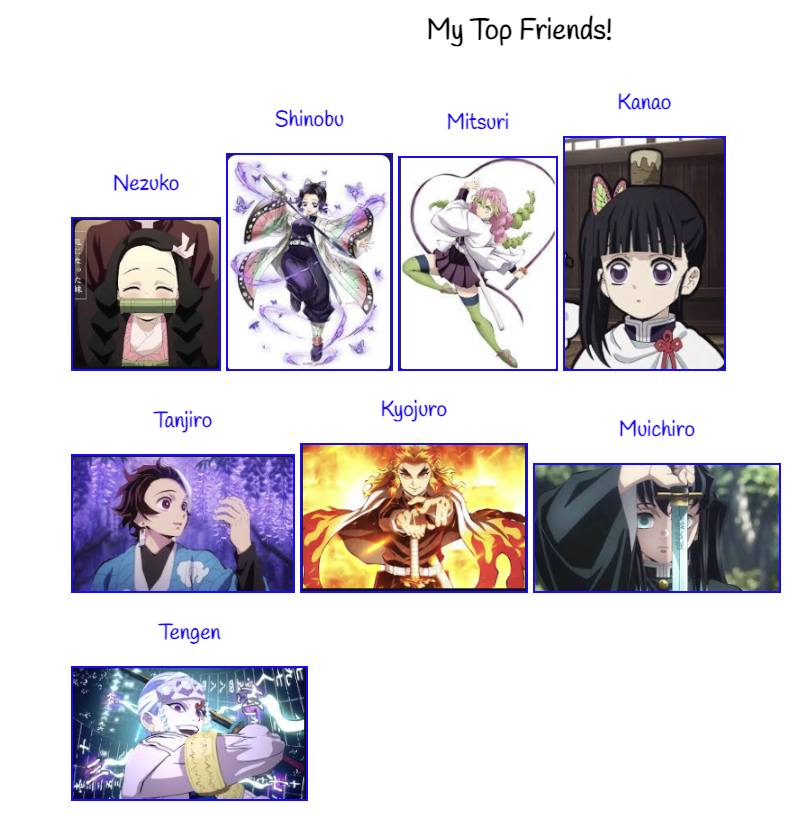 My Top Friends!
Nezuko
Shinobu
Mitsuri
Kanao
Tanjiro
Kyojuro
Muichiro
Tengen